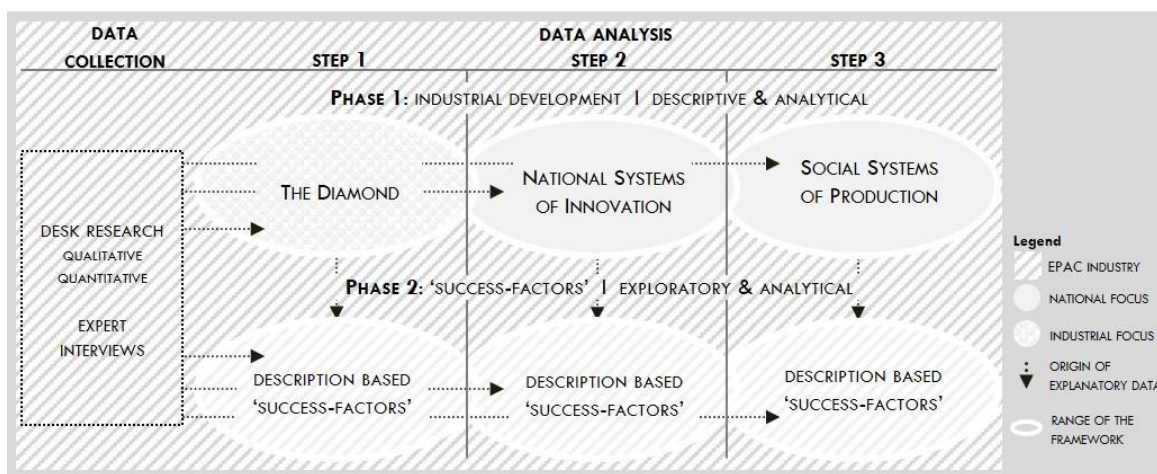 DATA COLLECTION
DATA ANALYSIS
STEP 1
STEP 2
STEP 3
PHASE 1: INDUSTRIAL DEVELOPMENT | DESCRIPTIVE & ANALYTICAL
DESK RESEARCH
QUALITATIVE
QUANTITATIVE
EXPERT
INTERVIEWS
THE DIAMOND
NATIONAL SYSTEMS
OF INNOVATION
SOCIAL SYSTEMS
OF PRODUCTION
PHASE 2: ‘SUCCESS-FACTORS’ | EXPLORATORY & ANALYTICAL
DESCRIPTION BASED
‘SUCCESS-FACTORS’
DESCRIPTION BASED
‘SUCCESS-FACTORS’
DESCRIPTION BASED
‘SUCCESS-FACTORS’
Legend
EPAC INDUSTRY
NATIONAL FOCUS
INDUSTRIAL FOCUS
ORIGIN OF
EXPLANATORY DATA
RANGE OF THE
FRAMEWORK